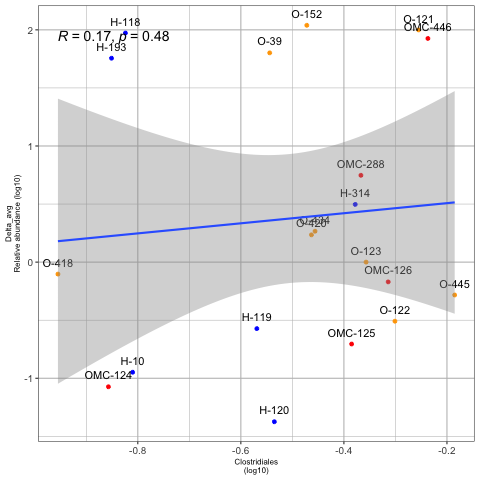 O-152
H-118
O-121
OMC-446
R = 0.17, p = 0.48
H-193
O-39
2
1
OMC-288
H-314
O-420
O-123
O-418
OMC-126
0
O-445
O-122
H-119
OMC-125
H-10
OMC-124
-1
H-120
-0.8
-0.6
-0.4
-0.2
Clostridiales
(log10)
Delta_avg
Relative abundance (log10)